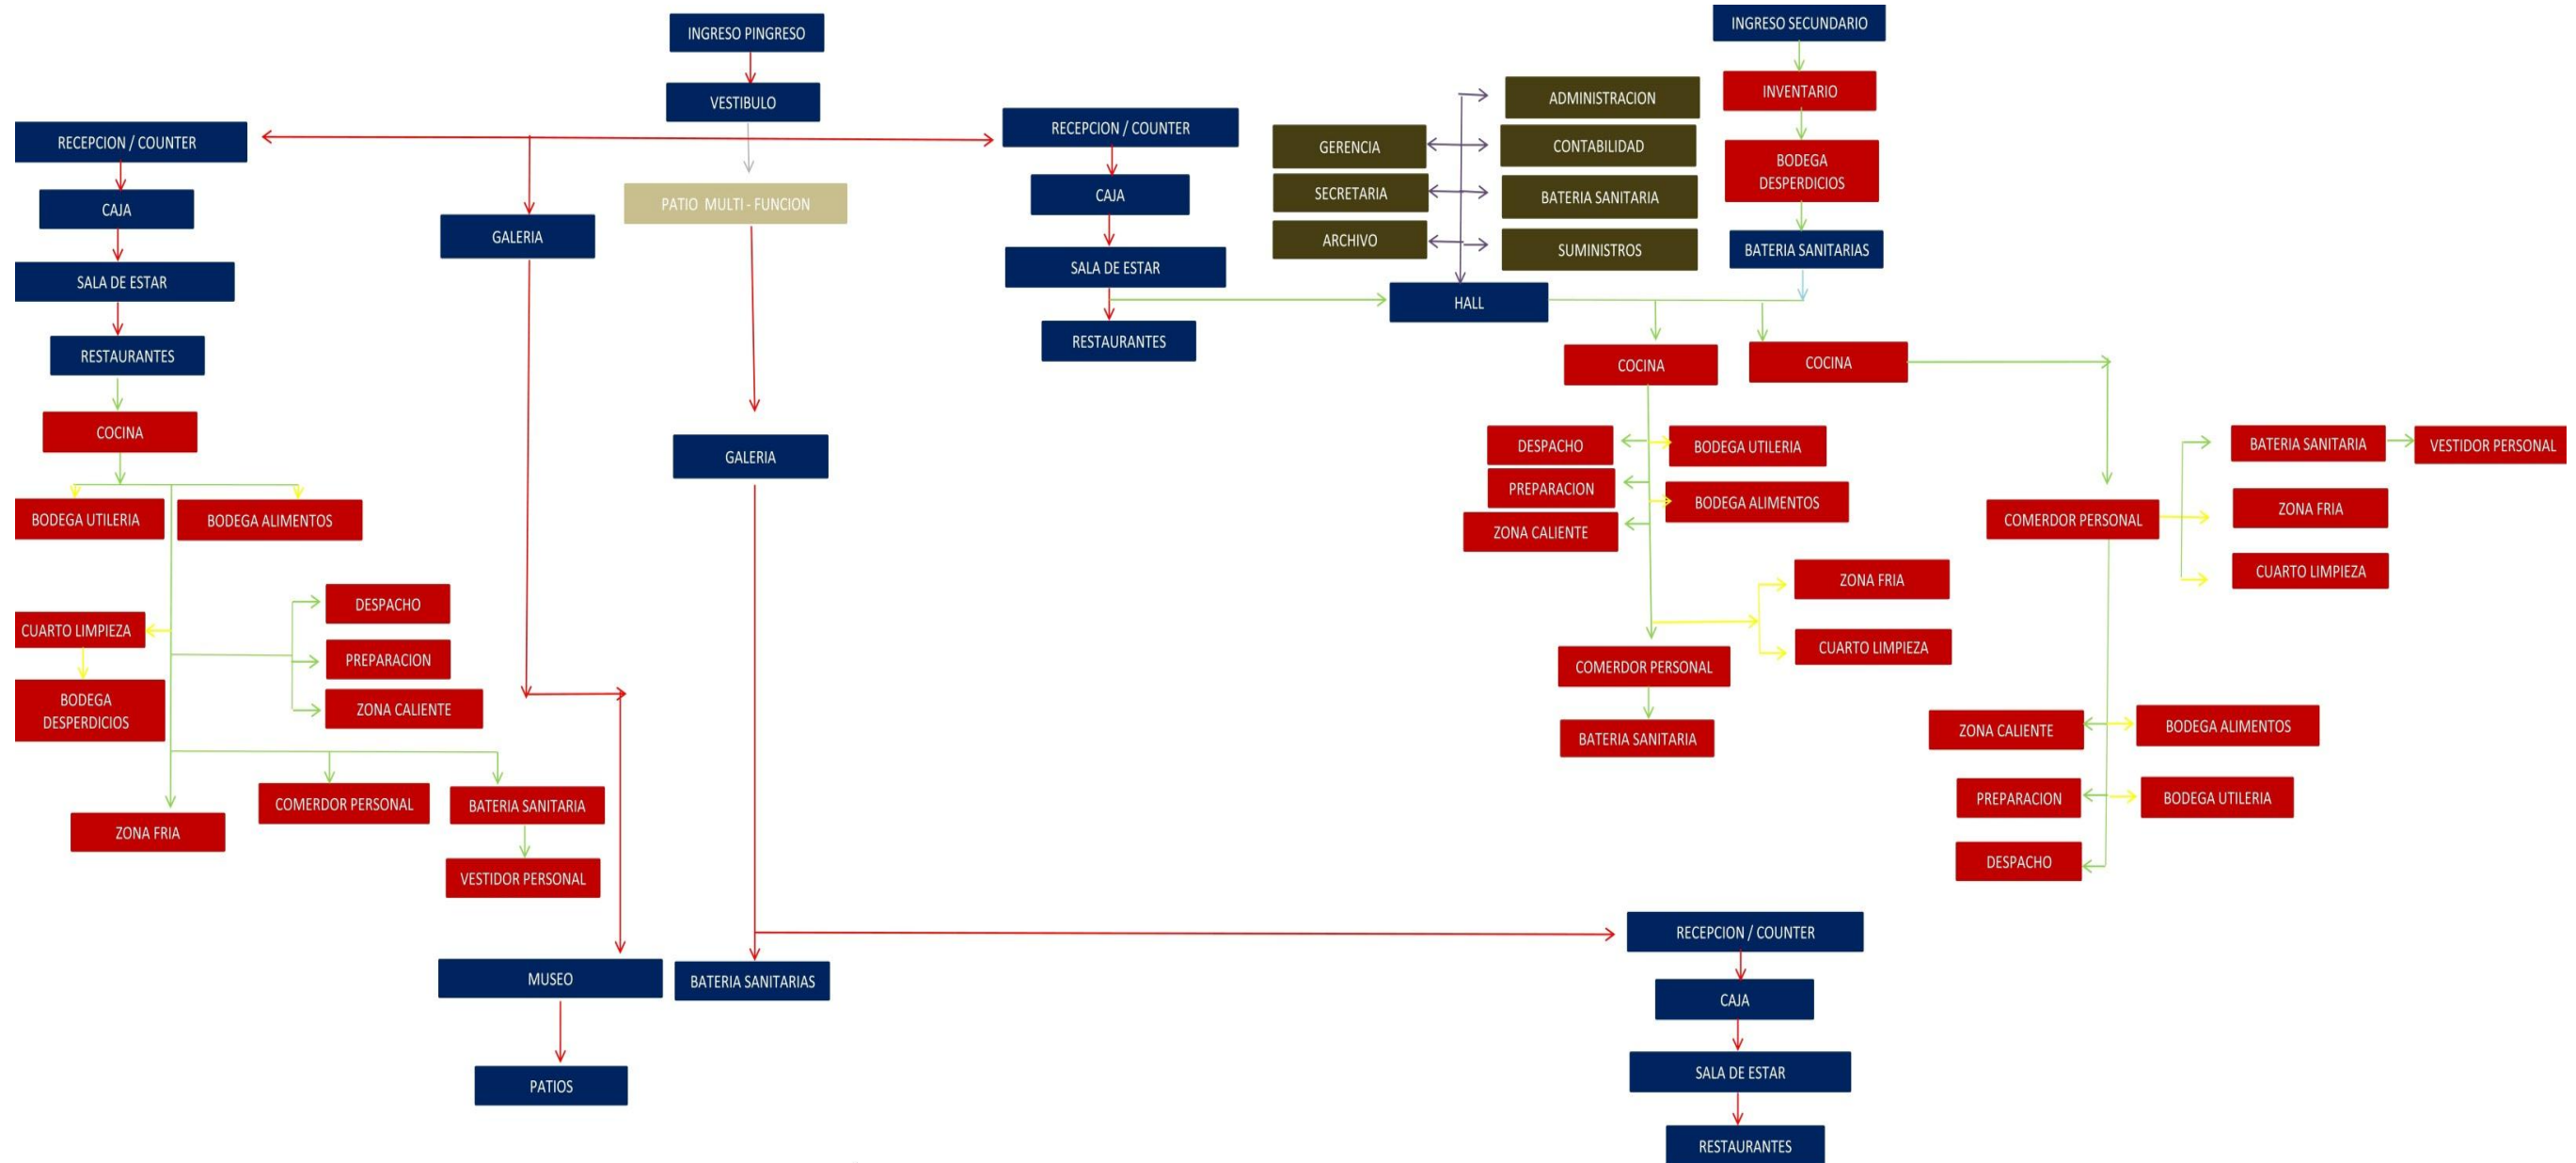 INGRESO PINGRESO
VESTIBULO
RECEPCION / COUNTER
CAJA
SALA DE ESTAR
RESTAURANTES
COCINA
BODEGA UTILERIA
BODEGA ALIMENTOS
CUARTO LIMPIEZA
BODEGA
DESPERDICIOS
DESPACHO
PREPARACION
ZONA CALIENTE
ZONA FRIA
COMERDOR PERSONAL
BATERIA SANITARIA
VESTIDOR PERSONAL
GALERIA
MUSEO
PATIOS
PATIO MULTI - FUNCION
GALERIA
BATERIA SANITARIAS
RECEPCION / COUNTER
CAJA
SALA DE ESTAR
RESTAURANTES
GERENCIA
SECRETARIA
ARCHIVO
ADMINISTRACION
CONTABILIDAD
BATERIA SANITARIA
SUMINISTROS
HALL
INGRESO SECUNDARIO
INVENTARIO
BODEGA
DESPERDICIOS
BATERIA SANITARIAS
COCINA
DESPACHO
PREPARACION
ZONA CALIENTE
BODEGA UTILERIA
BODEGA ALIMENTOS
ZONA FRIA
CUARTO LIMPIEZA
COMERDOR PERSONAL
BATERIA SANITARIA
COCINA
COMERDOR PERSONAL
BATERIA SANITARIA
VESTIDOR PERSONAL
ZONA FRIA
CUARTO LIMPIEZA
ZONA CALIENTE
BODEGA ALIMENTOS
PREPARACION
BODEGA UTILERIA
DESPACHO
RECEPCION / COUNTER
CAJA
SALA DE ESTAR
RESTAURANTES